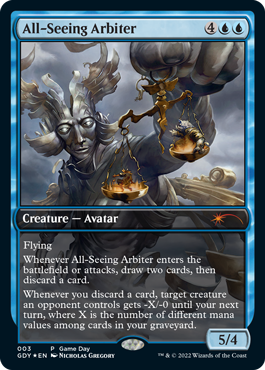 All-Seeing Arbiter 4
Creature — Avatar
Flying
Whenever All-Seeing Arbiter enters the
battlefield or attacks, draw two cards, then
discard a card.
Whenever you discard a card, target creature
an opponent controls gets -X/-0 until your next
turn, where X is the number of different mana
values among cards in your graveyard.
5/4
003 P Game Day
GDY★EN Nicholas Gregory
™ & © 2022 Wizards of the Coast